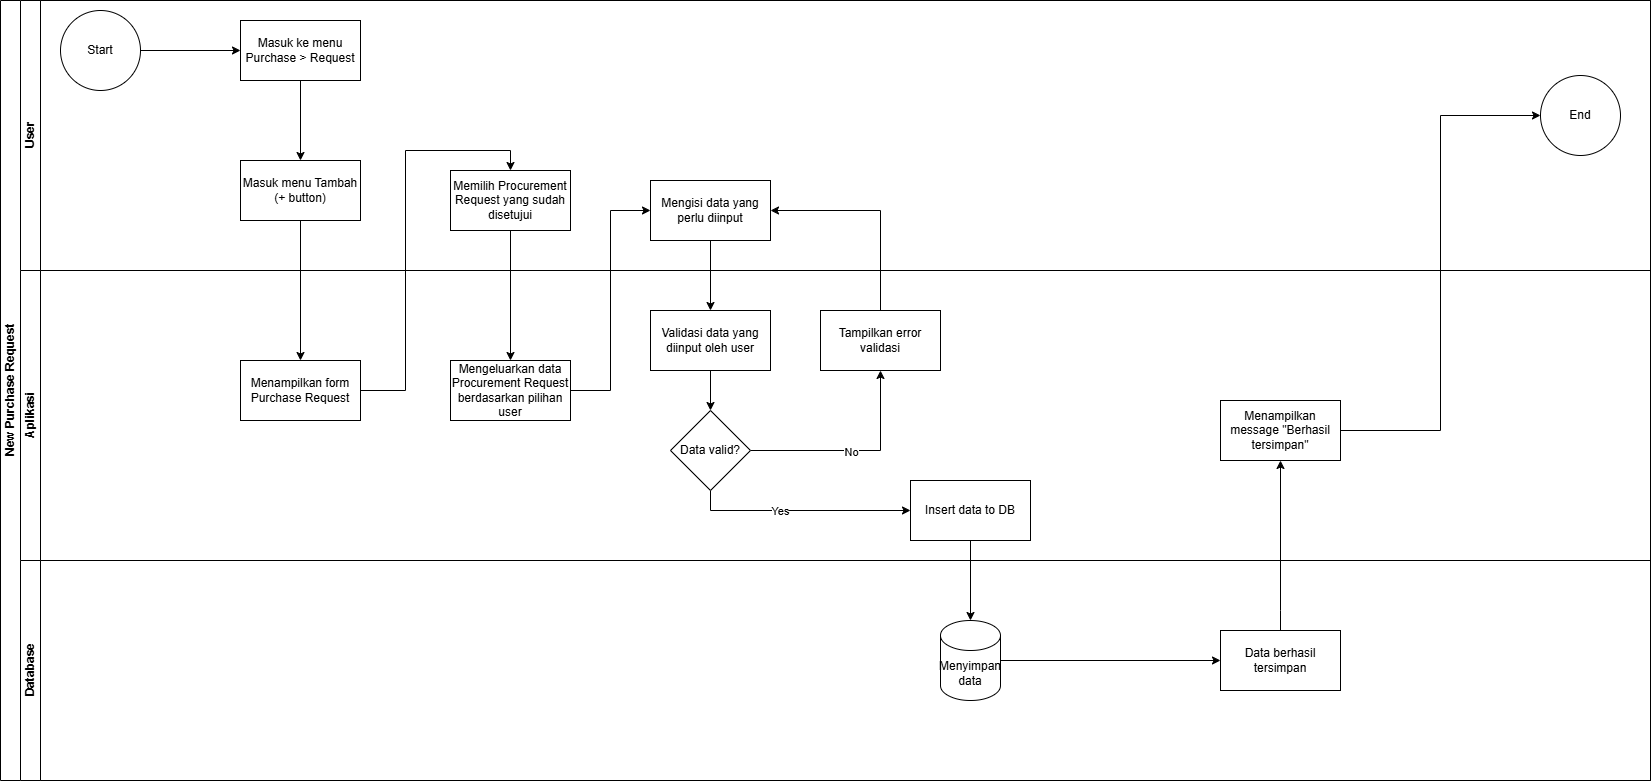 New Purchase Request
User
Start
Masuk ke menu
Purchase > Request
Masuk menu Tambah
(+ button)
Memilih Procurement
Request yang sudah
disetujui
Mengisi data yang
perlu diinput
End
Aplikasi
Menampilkan form
Purchase Request
Mengeluarkan data
Procurement Request
berdasarkan pilihan
user
Validasi data yang
diinput oleh user
Tampilkan error
validasi
Data valid?
No
Yes
Insert data to DB
Menampilkan
message "Berhasil
tersimpan"
Database
Menyimpan
data
Data berhasil
tersimpan